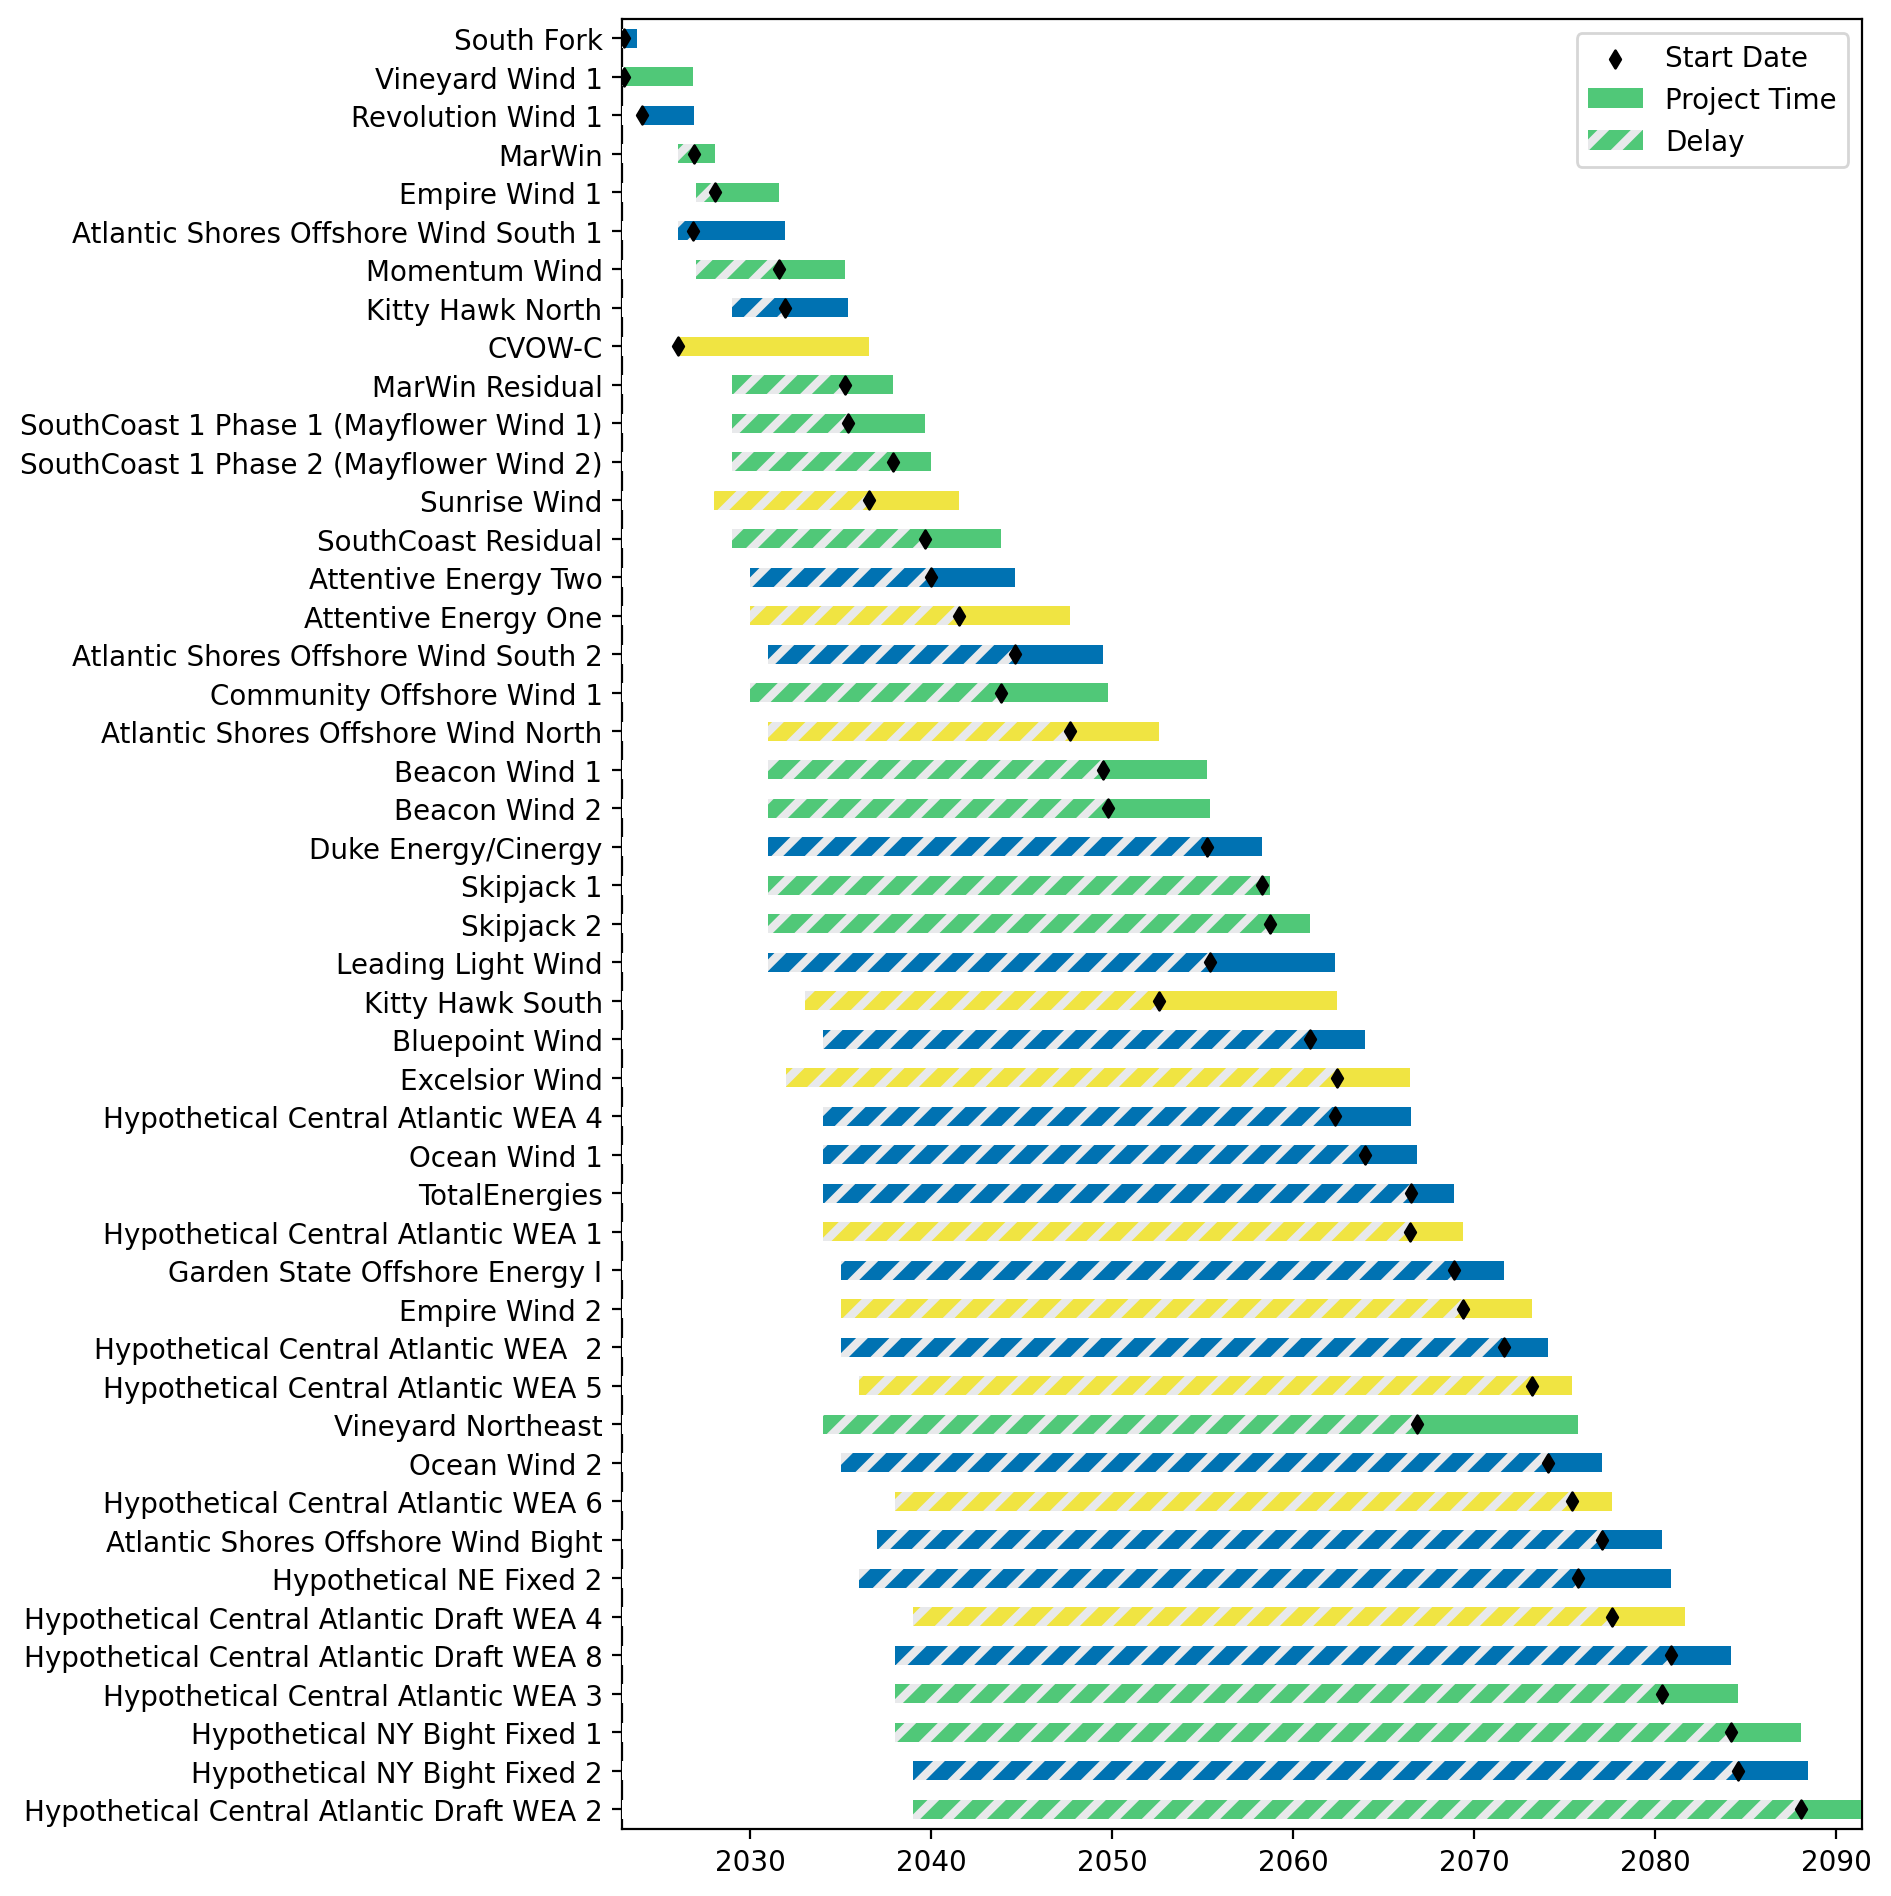 South Fork
Vineyard Wind 1
Revolution Wind 1
MarWin
Empire Wind 1
Atlantic Shores Offshore Wind South 1
Momentum Wind
Kitty Hawk North
CVOW-C
MarWin Residual
SouthCoast 1 Phase 1 (Mayflower Wind 1)
SouthCoast 1 Phase 2 (Mayflower Wind 2)
Sunrise Wind
SouthCoast Residual
Attentive Energy Two
Attentive Energy One
Atlantic Shores Offshore Wind South 2
Community Offshore Wind 1
Atlantic Shores Offshore Wind North
Beacon Wind 1
Beacon Wind 2
Duke Energy/Cinergy
Skipjack 1
Skipjack 2
Leading Light Wind
Kitty Hawk South
Bluepoint Wind
Excelsior Wind
Hypothetical Central Atlantic WEA 4
Ocean Wind 1
TotalEnergies
Hypothetical Central Atlantic WEA 1
Garden State Offshore Energy I
Empire Wind 2
Hypothetical Central Atlantic WEA  2
Hypothetical Central Atlantic WEA 5
Vineyard Northeast
Ocean Wind 2
Hypothetical Central Atlantic WEA 6
Atlantic Shores Offshore Wind Bight
Hypothetical NE Fixed 2
Hypothetical Central Atlantic Draft WEA 4
Hypothetical Central Atlantic Draft WEA 8
Hypothetical Central Atlantic WEA 3
Hypothetical NY Bight Fixed 1
Hypothetical NY Bight Fixed 2
Hypothetical Central Atlantic Draft WEA 2
Start Date
Project Time
Delay
2030 2040 2050 2060 2070 2080 2090